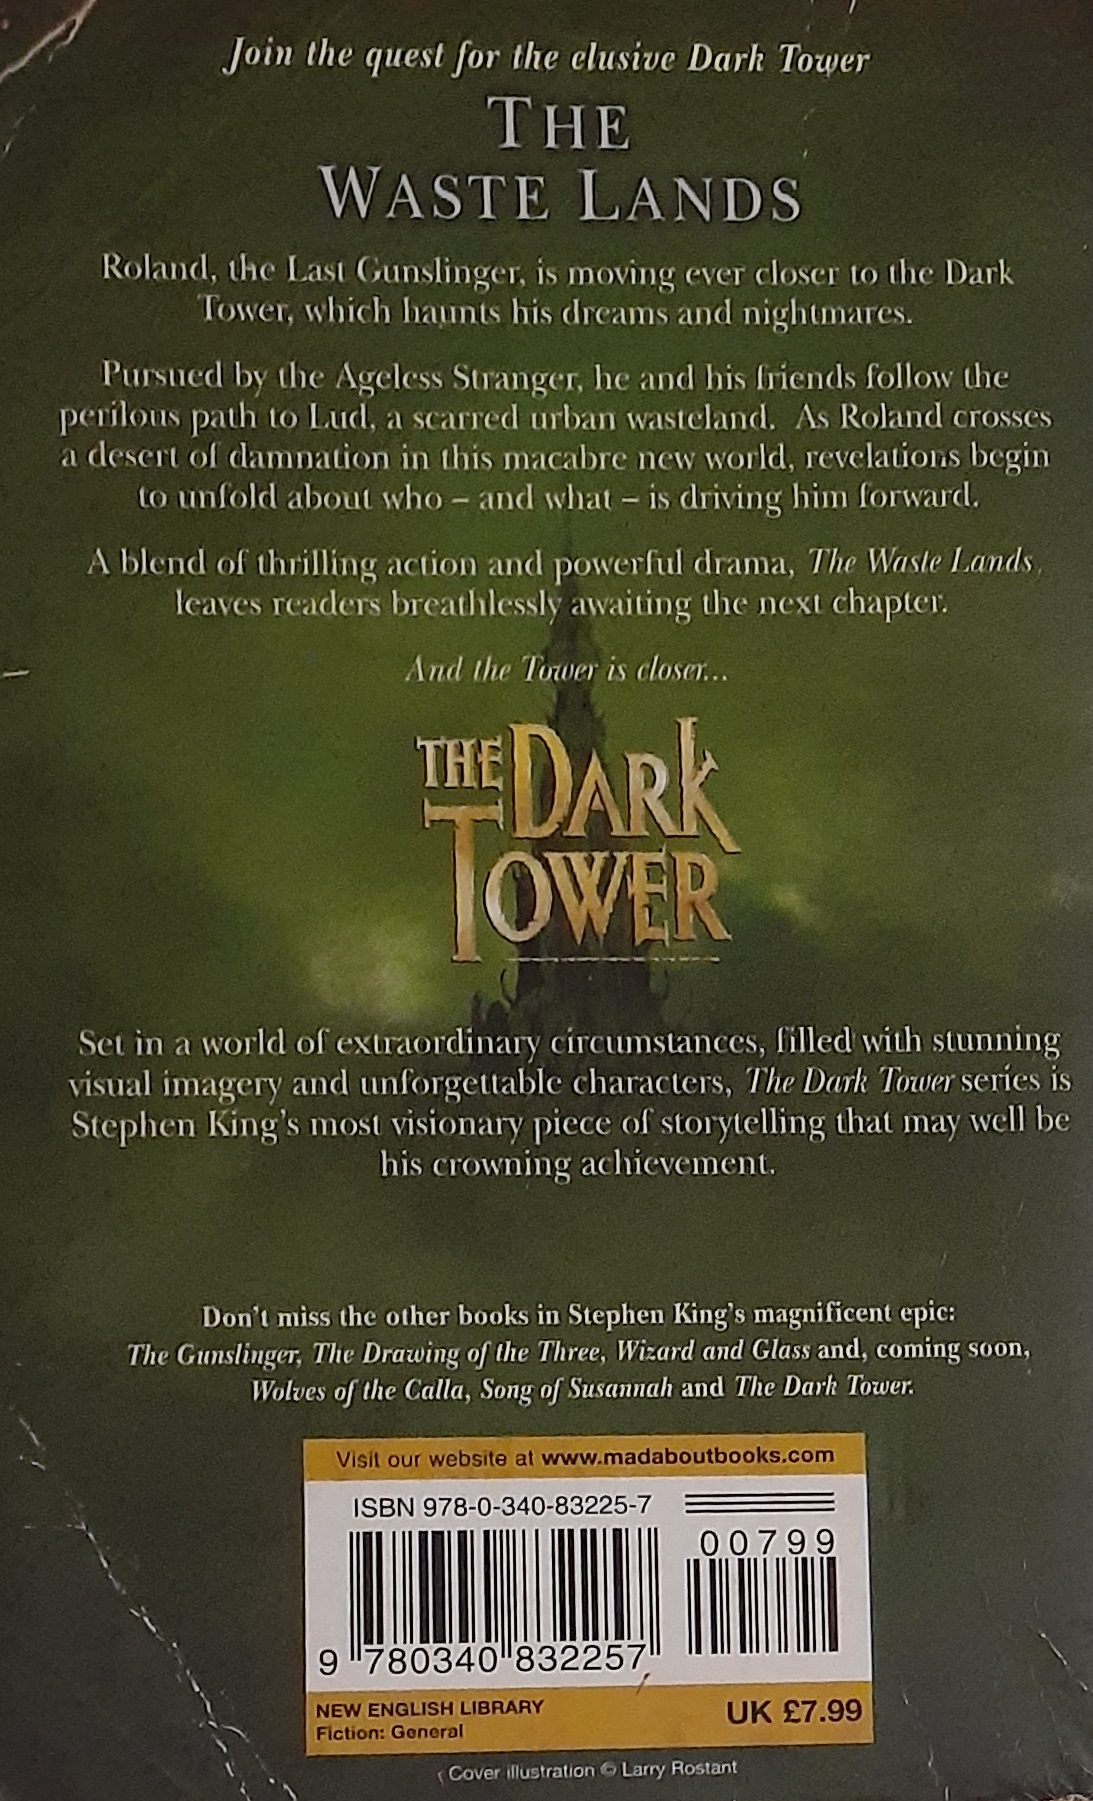 Join the quest for the elusive Dark Tower
THE
WASTE LANDS
Roland, the Last Gunslinger, is moving ever closer to the Dark
Tower, which haunts his dreams and nightmares.
Pursued by the Ageless Stranger, he and his friends follow the
perilous path to Lud, a scarred urban wasteland. As Roland crosses
a desert of damnation in this macabre new world, revelations begin
to unfold about who – and what – is driving him forward.
A blend of thrilling action and powerful drama, The Waste Lands,
leaves readers breathlessly awaiting the next chapter.
And the Tower is closer...
THE DARK
TOWER
Set in a world of extraordinary circumstances, filled with stunning
visual imagery and unforgettable characters, The Dark Tower series is
Stephen King's most visionary piece of storytelling that may well be
his crowning achievement.
Don't miss the other books in Stephen King's magnificent epic:
The Gunslinger, The Drawing of the Three, Wizard and Glass and, coming soon,
Wolves of the Calla, Song of Susannah and The Dark Tower.
Visit our website at www.madaboutbooks.com
ISBN 978-0-340-83225-7
00799
9 780340 832257
NEW ENGLISH LIBRARY
Fiction: General
UK £7.99
Cover illustration © Larry Rostant